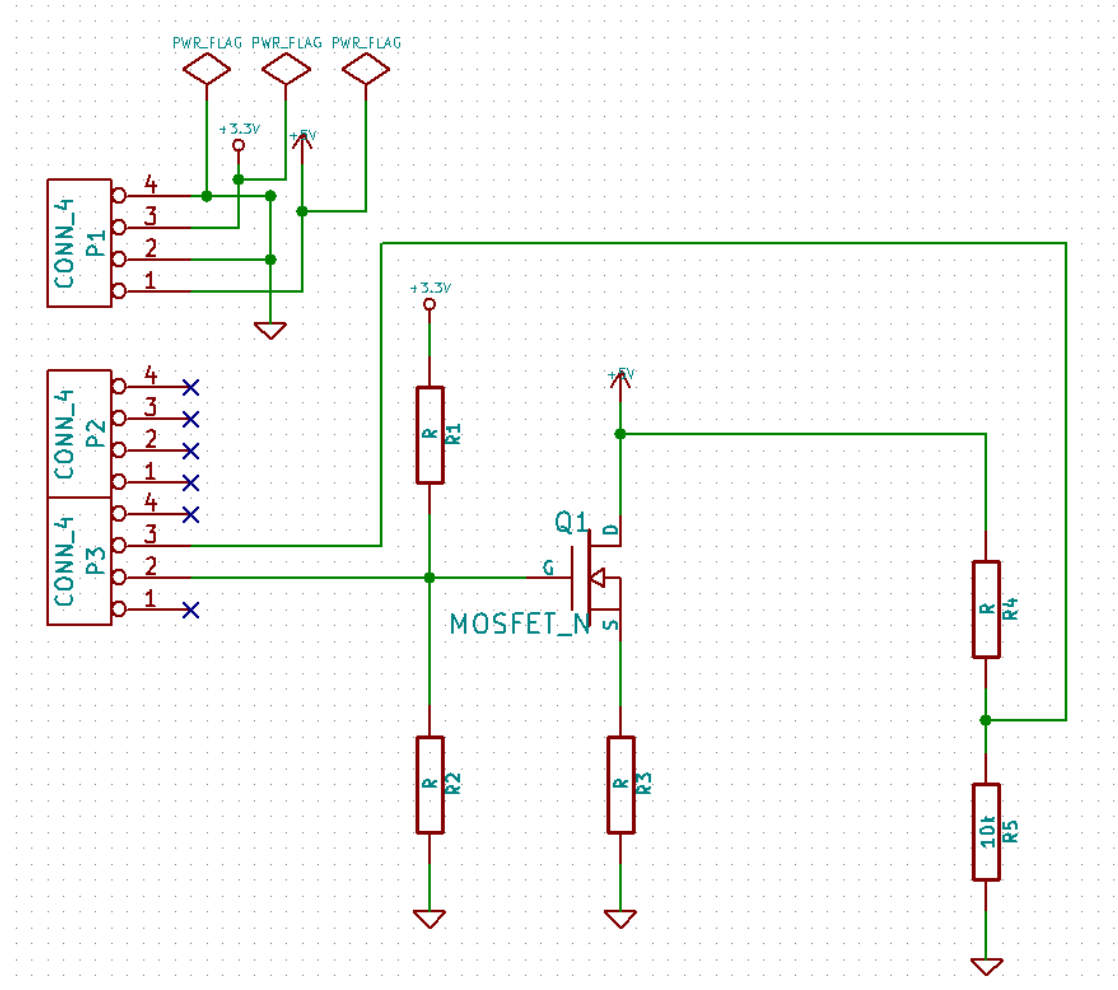 PWR_FLAG PWR_FLAG PWR_FLAG
+3.3V
+5V
CONN_4
P1
4
3
2
1
+3.3V
CONN_4
P2
4
3
2
1
+5V
R
R1
CONN_4
P3
4
3
2
1
Q1
D
G
S
MOSFET_N
R
R4
R
R2
R
R3
10k
R5